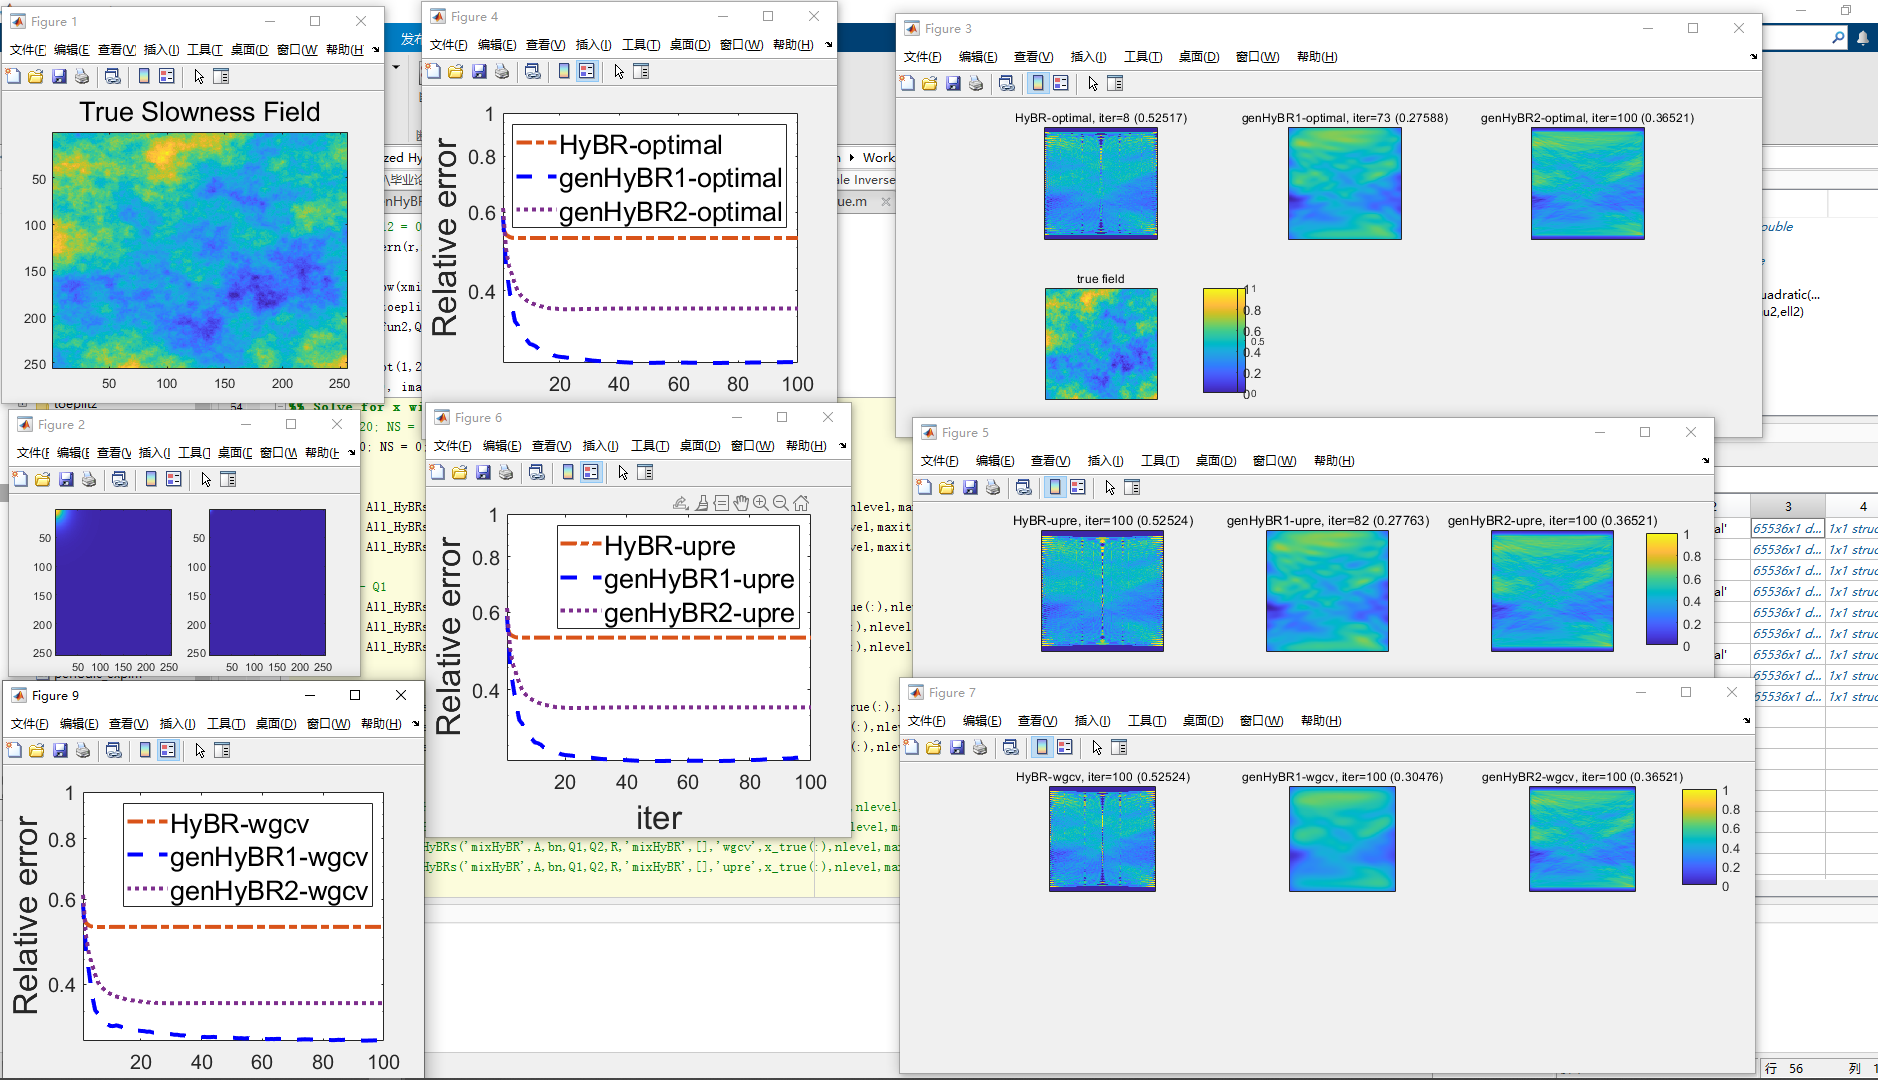 Figure 1
文件(F 编辑(E 查看(V 插入(I) 工具(T 桌面(D 窗口(W 帮助(H
True Slowness Field
50
100
150
200
250
50 100 150 200 250
Figure 4
文件(F) 编辑(E) 查看(V) 插入(I) 工具(T) 桌面(D) 窗口(W) 帮助(H)
1
0.8
0.6
0.4
Relative error
HyBR-optimal
genHyBR1-optimal
genHyBR2-optimal
20 40 60 80 100
Figure 3
文件(F) 编辑(E) 查看(V) 插入(I) 工具(T) 桌面(D) 窗口(W) 帮助(H)
HyBR-optimal, iter=8 (0.52517) genHyBR1-optimal, iter=73 (0.27588) genHyBR2-optimal, iter=100 (0.36521)
true field
1
0.8
0.6
0.5
0.4
0.2
0
Figure 2
文件(F 编辑(E 查看(V 插入(I 工具(T 桌面(D 窗口(W 帮助(H
50
100
150
200
250
50 100 150 200 250
50
100
150
200
250
50 100 150 200 250
Figure 6
文件(F) 编辑(E) 查看(V) 插入(I) 工具(T) 桌面(D) 窗口(W) 帮助(H)
1
0.8
0.6
0.4
Relative error
HyBR-upre
genHyBR1-upre
genHyBR2-upre
20 40 60 80 100
iter
Figure 5
文件(F) 编辑(E) 查看(V) 插入(I) 工具(T) 桌面(D) 窗口(W) 帮助(H)
HyBR-upre, iter=100 (0.52524) genHyBR1-upre, iter=82 (0.27763) genHyBR2-upre, iter=100 (0.36521)
1
0.8
0.6
0.4
0.2
0
Figure 9
文件(F) 编辑(E) 查看(V) 插入(I) 工具(T) 桌面(D) 窗口(W) 帮助(H)
1
0.8
0.6
0.4
Relative error
HyBR-wgcv
genHyBR1-wgcv
genHyBR2-wgcv
20 40 60 80 100
Figure 7
文件(F) 编辑(E) 查看(V) 插入(I) 工具(T) 桌面(D) 窗口(W) 帮助(H)
HyBR-wgcv, iter=100 (0.52524) genHyBR1-wgcv, iter=100 (0.30476) genHyBR2-wgcv, iter=100 (0.36521)
1
0.8
0.6
0.4
0.2
0
HyBRs('mixHyBR',A,bn,Q1,Q2,R,'mixHyBR',[],'wgcv',x_true(:),nlevel,max
HyBRs('mixHyBR',A,bn,Q1,Q2,R,'mixHyBR',[],'upre',x_true(:),nlevel,max
3 4
65536x1 d... 1x1 struc
65536x1 d... 1x1 struc
65536x1 d... 1x1 struc
65536x1 d... 1x1 struc
65536x1 d... 1x1 struc
65536x1 d... 1x1 struc
65536x1 d... 1x1 struc
65536x1 d... 1x1 struc
65536x1 d... 1x1 struc
行 56 列 1